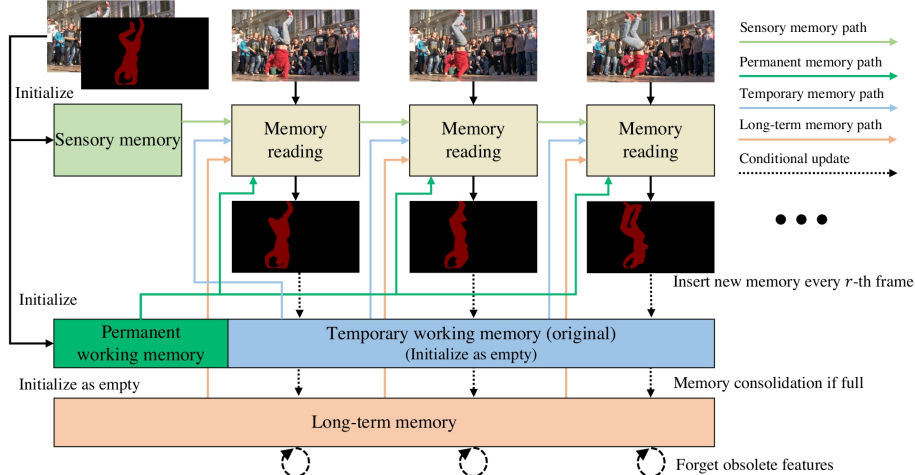 Sensory memory path
Permanent memory path
Temporary memory path
Long-term memory path
Conditional update
Initialize
Sensory memory
Memory
reading
Memory
reading
Memory
reading
Insert new memory every r-th frame
Initialize
Permanent
working memory
Temporary working memory (original)
(Initialize as empty)
Initialize as empty
Memory consolidation if full
Long-term memory
Forget obsolete features